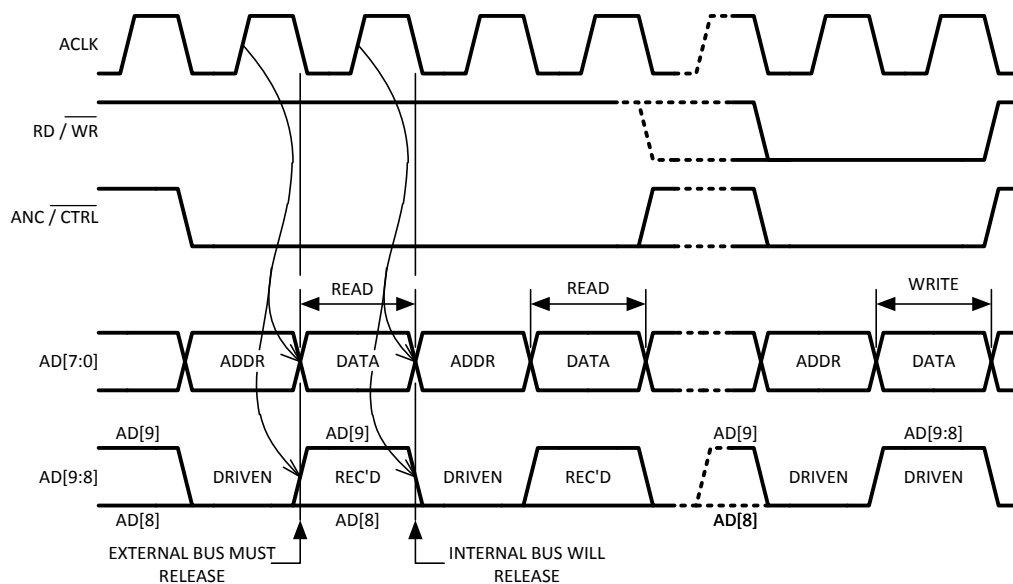 ACLK
RD / WR
ANC / CTRL
READ
READ
WRITE
AD[7:0]
ADDR
DATA
ADDR
DATA
ADDR
DATA
AD[9]
AD[9]
AD[9]
AD[9:8]
AD[9:8]
DRIVEN
REC'D
DRIVEN
REC'D
DRIVEN
DRIVEN
AD[8]
AD[8]
AD[8]
EXTERNAL BUS MUST
RELEASE
INTERNAL BUS WILL
RELEASE